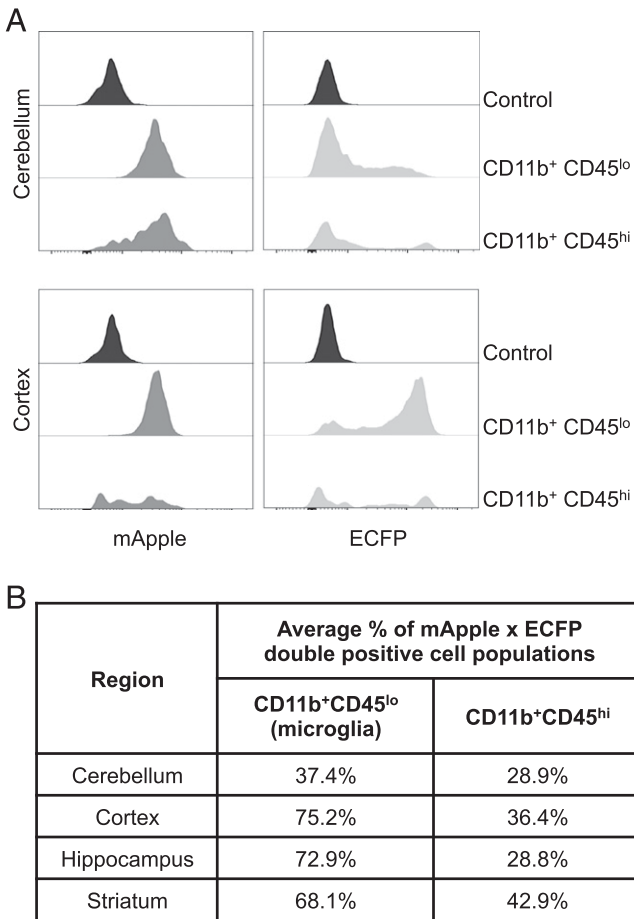 A
Cerebellum
Control
CD11b⁺ CD45ˡᵒ
CD11b⁺ CD45ʰⁱ
Cortex
Control
CD11b⁺ CD45ˡᵒ
CD11b⁺ CD45ʰⁱ
mApple
ECFP
B
Region
Average % of mApple x ECFP
double positive cell populations
CD11b⁺CD45ˡᵒ
(microglia)
CD11b⁺CD45ʰⁱ
Cerebellum 37.4% 28.9%
Cortex 75.2% 36.4%
Hippocampus 72.9% 28.8%
Striatum 68.1% 42.9%